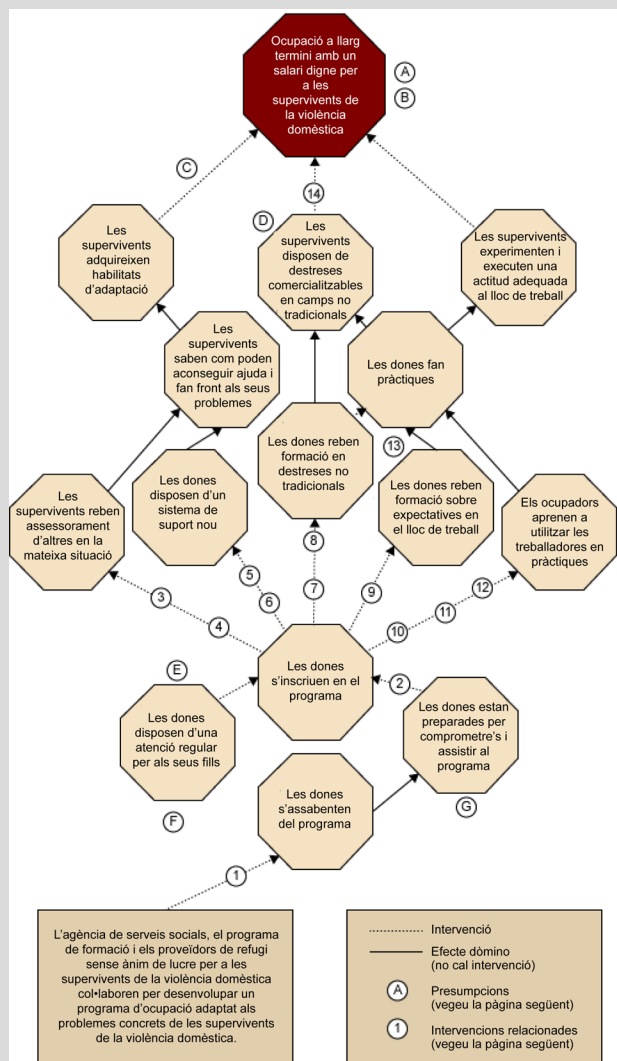 Ocupació a llarg
termini amb un
salari digne per
a les
supervivents de
la violència
domèstica
A
B
C
14
D
Les
supervivents
adquireixen
habilitats
d'adaptació
Les
supervivents
disposen de
destreses
comercialitzables
en camps no
tradicionals
Les supervivents
experimenten i
executen una
actitud adequada
al lloc de treball
Les
supervivents
saben com poden
aconseguir ajuda i
fan front als seus
problemes
Les dones fan
pràctiques
Les
supervivents reben
assessorament
d'altres en la
mateixa situació
Les dones
disposen d'un
sistema de
suport nou
Les dones reben
formació en
destreses no
tradicionals
13
Les dones reben
formació sobre
expectatives en
el lloc de treball
Els ocupadors
aprenen a
utilitzar les
treballadores en
pràctiques
3
4
5
6
8
7
9
10
11
12
Les dones
s'inscriuen en el
programa
E
Les dones
disposen d'una
atenció regular
per als seus fills
F
2
Les dones estan
preparades per
comprometre's i
assistir al
programa
G
Les dones
s'assabenten
del programa
1
L'agència de serveis socials, el programa
de formació i els proveïdors de refugi
sense ànim de lucre per a les
supervivents de la violència domèstica
col•laboren per desenvolupar un
programa d'ocupació adaptat als
problemes concrets de les supervivents
de la violència domèstica.
Intervenció
Efecte dòmino
(no cal intervenció)
A Presumpcions
(vegeu la pàgina següent)
1 Intervencions relacionades
(vegeu la pàgina següent)